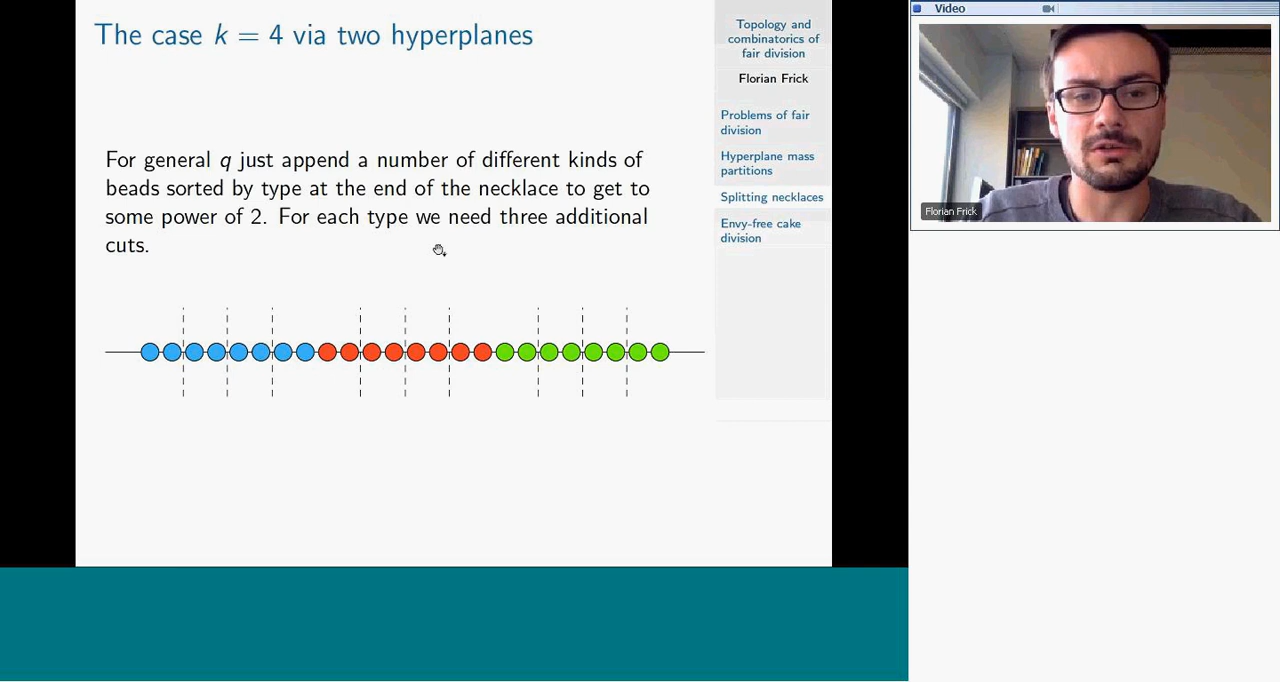 The case k = 4 via two hyperplanes
For general q just append a number of different kinds of
beads sorted by type at the end of the necklace to get to
some power of 2. For each type we need three additional
cuts.
Topology and
combinatorics of
fair division
Florian Frick
Problems of fair
division
Hyperplane mass
partitions
Splitting necklaces
Envy-free cake
division
Video
Florian Frick